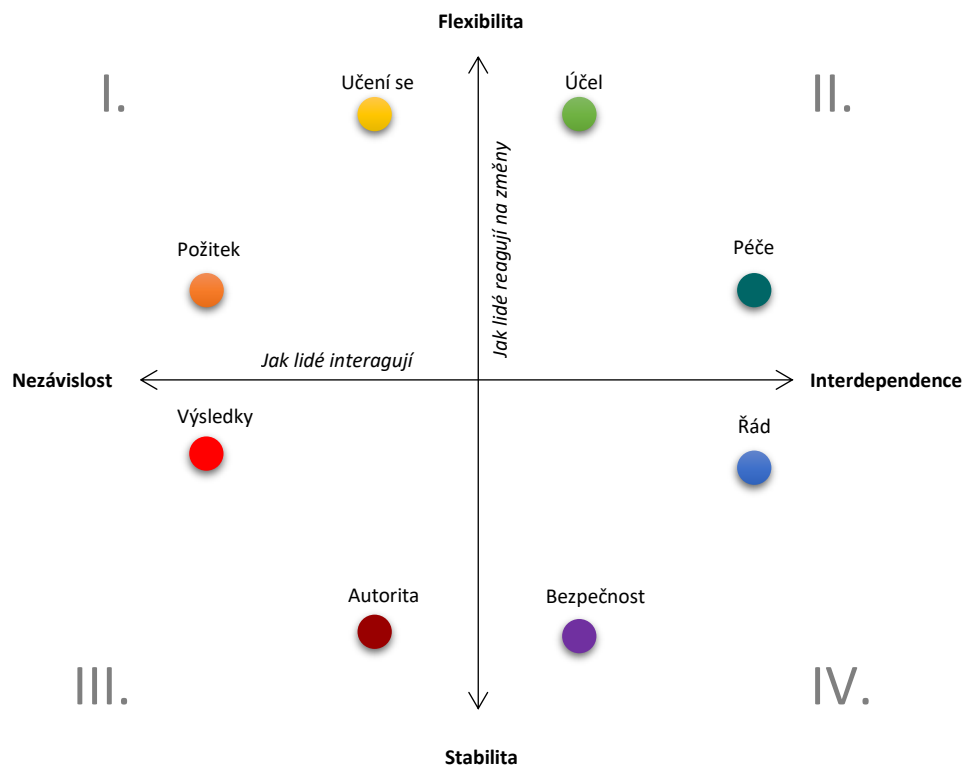 Flexibilita
I.
Učení se
Účel
II.
Jak lidé reagují na změny
Požitek
Péče
Jak lidé interagují
Nezávislost
Interdependence
Výsledky
Řád
Autorita
Bezpečnost
III.
IV.
Stabilita